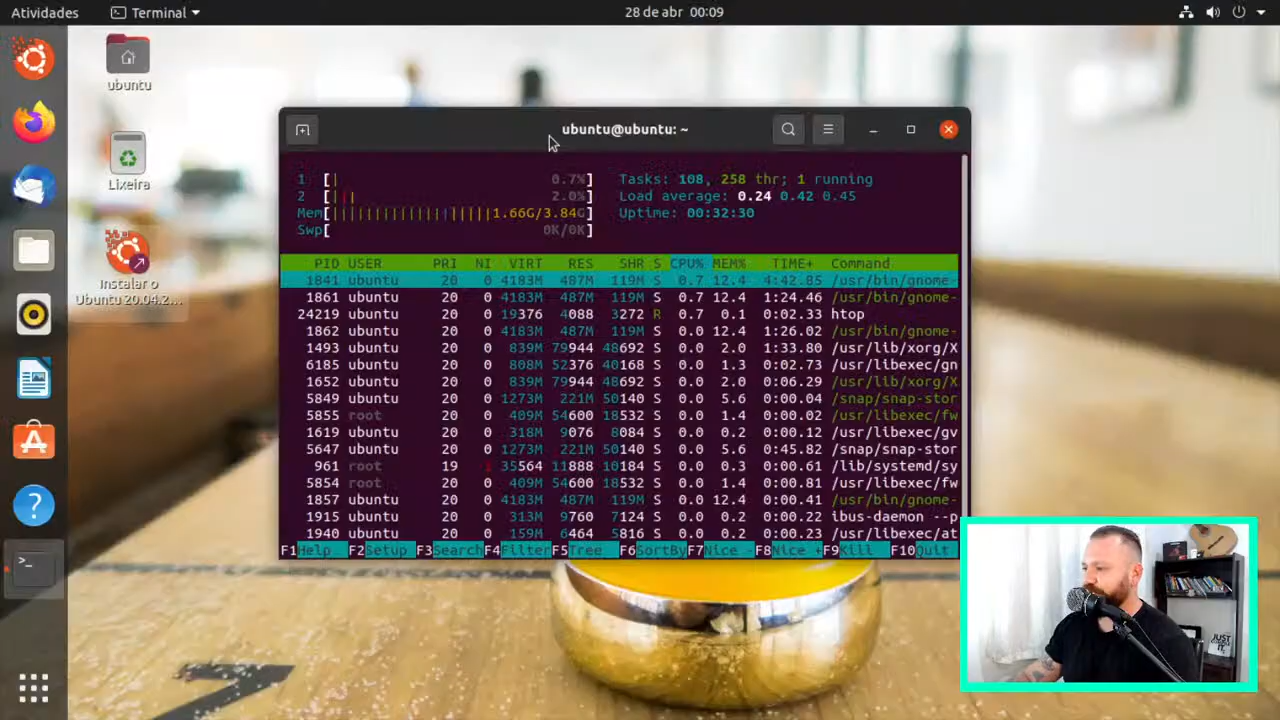 Atividades
Terminal
28 de abr 00:09
ubuntu
Lixeira
Instalar o
Ubuntu 20.04.2...
ubuntu@ubuntu: ~
1 [| 0.7%] Tasks: 108, 258 thr; 1 running
2 [||| 2.0%] Load average: 0.24 0.42 0.45
Mem[|||||||||||||||||||1.66G/3.84G] Uptime: 00:32:30
Swp[ 0K/0K]
PID USER PRI NI VIRT RES SHR S CPU% MEM% TIME+ Command
1841 ubuntu 20 0 4183M 487M 119M S 0.7 12.4 4:42.85 /usr/bin/gnome-
1861 ubuntu 20 0 4183M 487M 119M S 0.7 12.4 1:24.46 /usr/bin/gnome-
24219 ubuntu 20 0 19376 4088 3272 R 0.7 0.1 0:02.33 htop
1862 ubuntu 20 0 4183M 487M 119M S 0.0 12.4 1:26.02 /usr/bin/gnome-
1493 ubuntu 20 0 839M 79944 48692 S 0.0 2.0 1:33.80 /usr/lib/xorg/X
6185 ubuntu 20 0 808M 52376 40168 S 0.0 1.3 0:02.73 /usr/libexec/gn
1652 ubuntu 20 0 839M 79944 48692 S 0.0 2.0 0:06.29 /usr/lib/xorg/X
5849 ubuntu 20 0 1273M 221M 50140 S 0.0 5.6 0:00.04 /snap/snap-stor
5855 root 20 0 409M 54600 18532 S 0.0 1.4 0:00.02 /usr/libexec/fw
1619 ubuntu 20 0 318M 9076 8084 S 0.0 0.2 0:00.12 /usr/libexec/gv
5647 ubuntu 20 0 1273M 221M 50140 S 0.0 5.6 0:45.82 /snap/snap-stor
961 root 19 35564 11888 10184 S 0.0 0.3 0:00.61 /lib/systemd/sy
5854 root 20 0 409M 54600 18532 S 0.0 1.4 0:00.81 /usr/libexec/fw
1857 ubuntu 20 0 4183M 487M 119M S 0.0 12.4 0:00.41 /usr/bin/gnome-
1915 ubuntu 20 0 313M 9760 7124 S 0.0 0.2 0:00.22 ibus-daemon --p
1940 ubuntu 20 0 159M 6464 5816 S 0.0 0.2 0:00.61 /usr/libexec/at
F1Help F2Setup F3SearchF4FilterF5Tree F6SortByF7Nice -F8Nice +F9Kill F10Quit